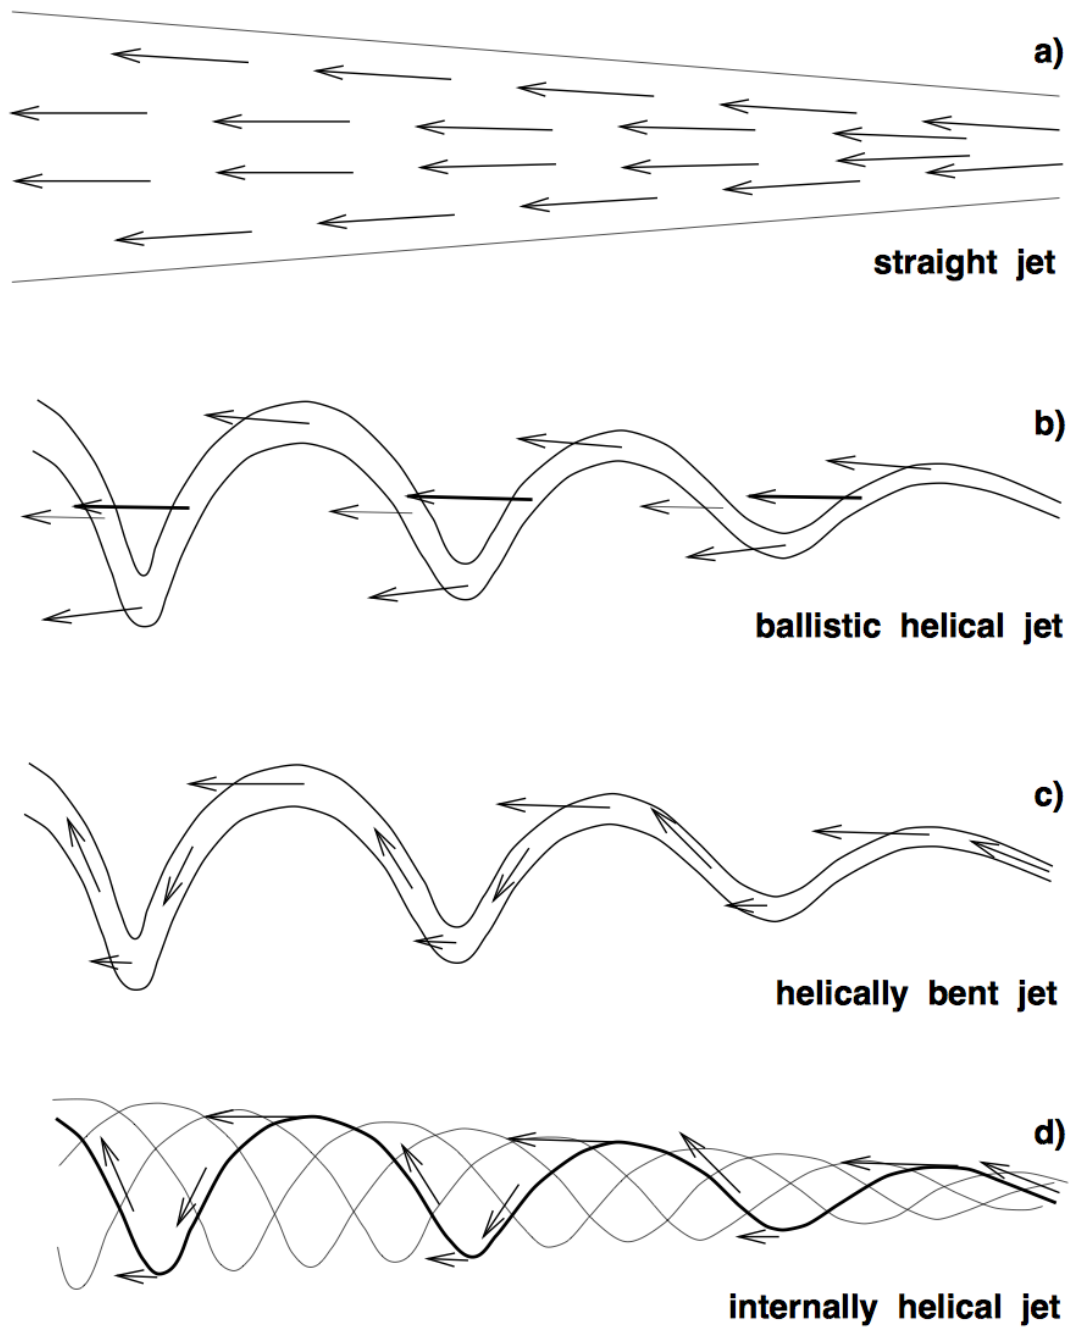 a)
straight jet
b)
ballistic helical jet
c)
helically bent jet
d)
internally helical jet